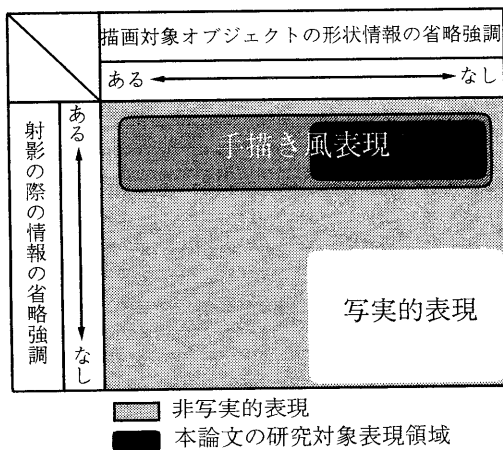 描画対象オブジェクトの形状情報の省略強調
ある なし
射影の際の情報の省略強調
ある
なし
手描き風表現
写実的表現
非写実的表現
本論文の研究対象表現領域